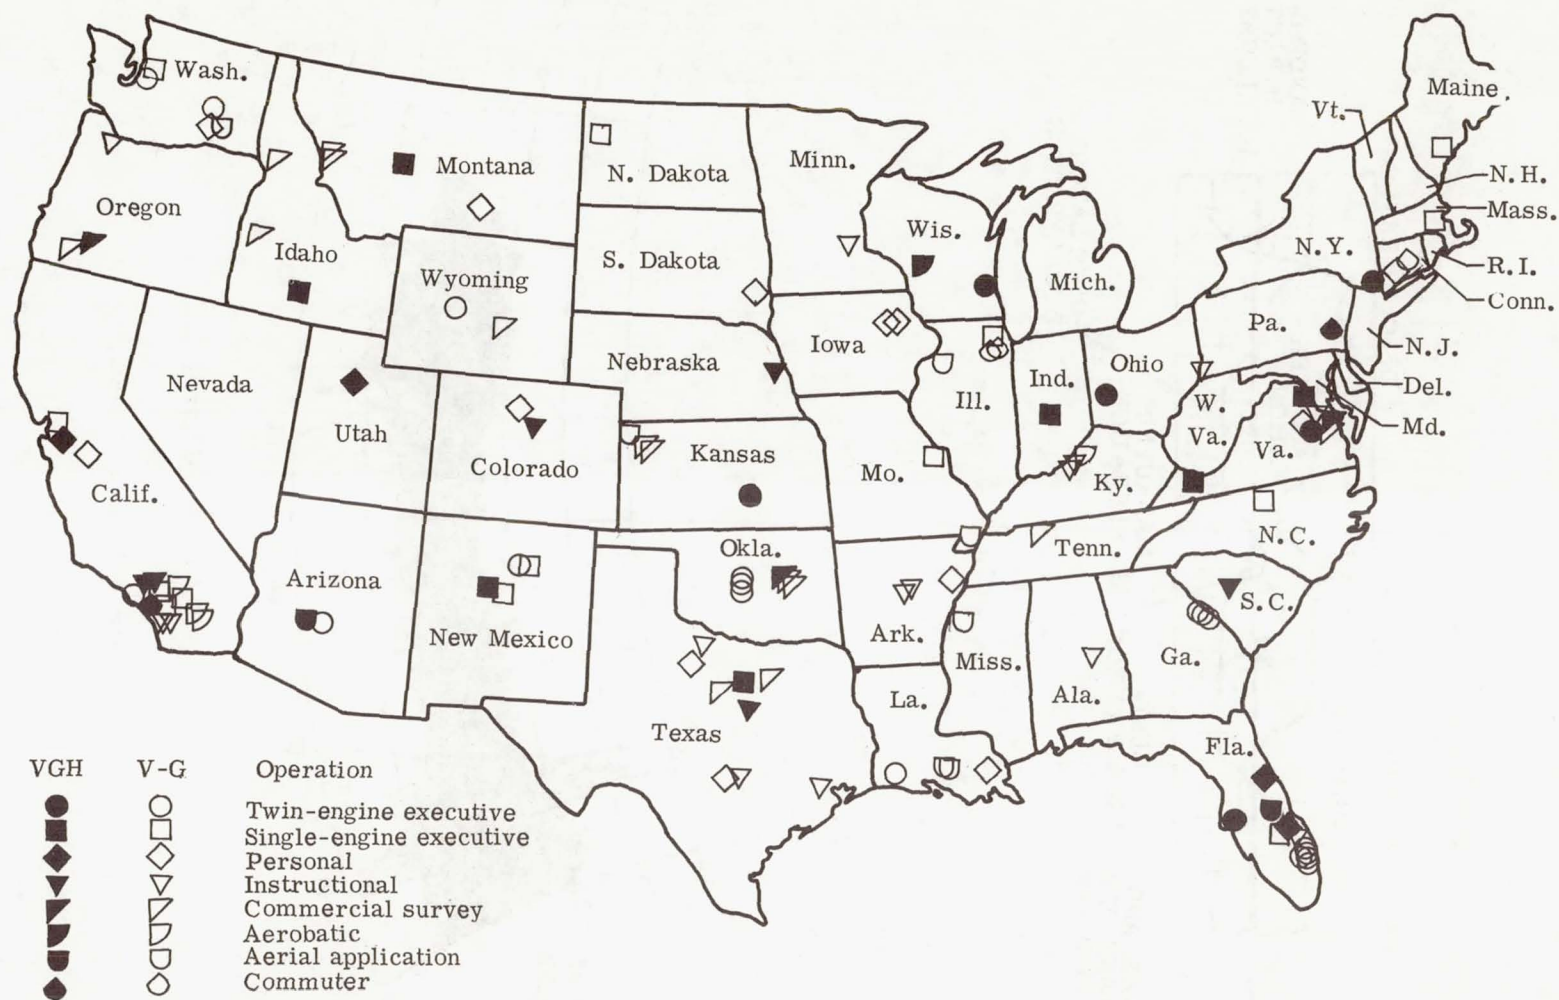 Wash.
Maine
Vt.
Montana
N. Dakota
Minn.
N.H.
Mass.
Oregon
Idaho
Wis.
N.Y.
R.I.
Conn.
Wyoming
S. Dakota
Mich.
Pa.
N.J.
Nevada
Nebraska
Iowa
Ill.
Ind.
Ohio
Del.
W.
Va.
Md.
Va.
Utah
Colorado
Kansas
Mo.
Ky.
Calif.
N.C.
Arizona
New Mexico
Okla.
Tenn.
Ark.
S.C.
Miss.
Ala.
Ga.
La.
Texas
Fla.
VGH V-G Operation
Twin-engine executive
Single-engine executive
Personal
Instructional
Commercial survey
Aerobatic
Aerial application
Commuter